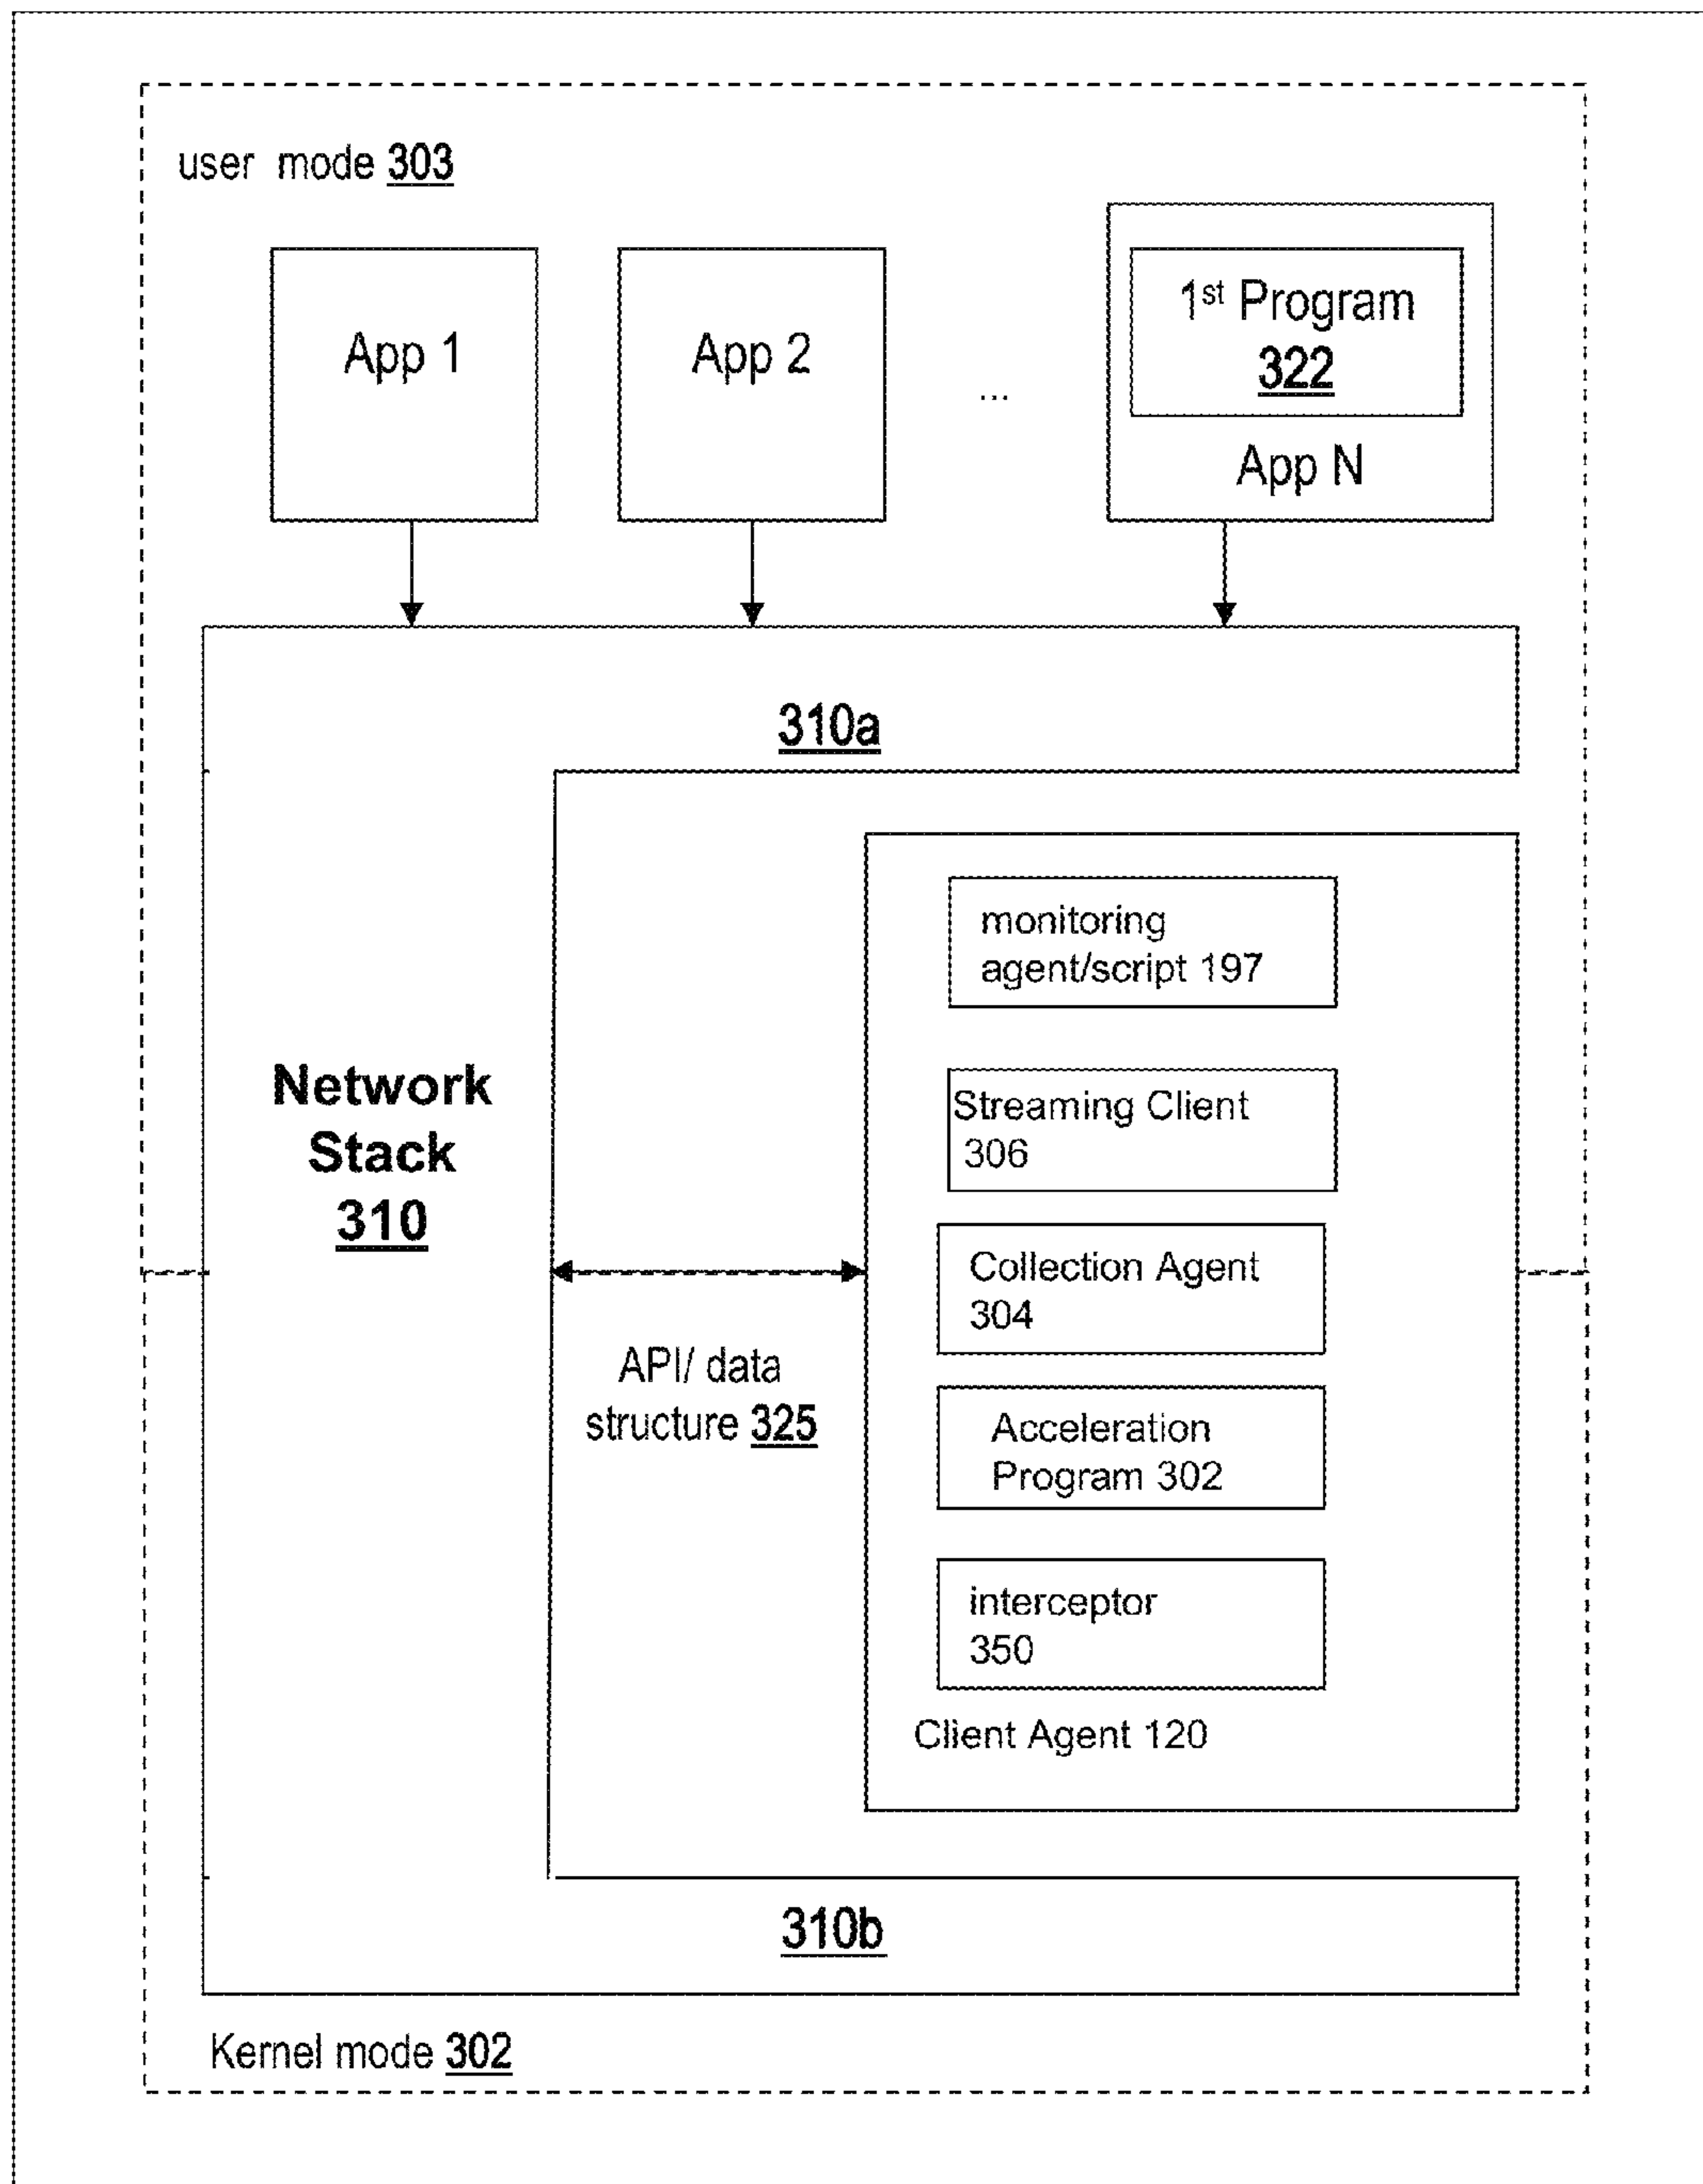 user mode 303
App 1
App 2
...
1st Program
322
App N
310a
Network
Stack
310
API/ data
structure 325
monitoring
agent/script 197
Streaming Client
306
Collection Agent
304
Acceleration
Program 302
interceptor
350
Client Agent 120
310b
Kernel mode 302